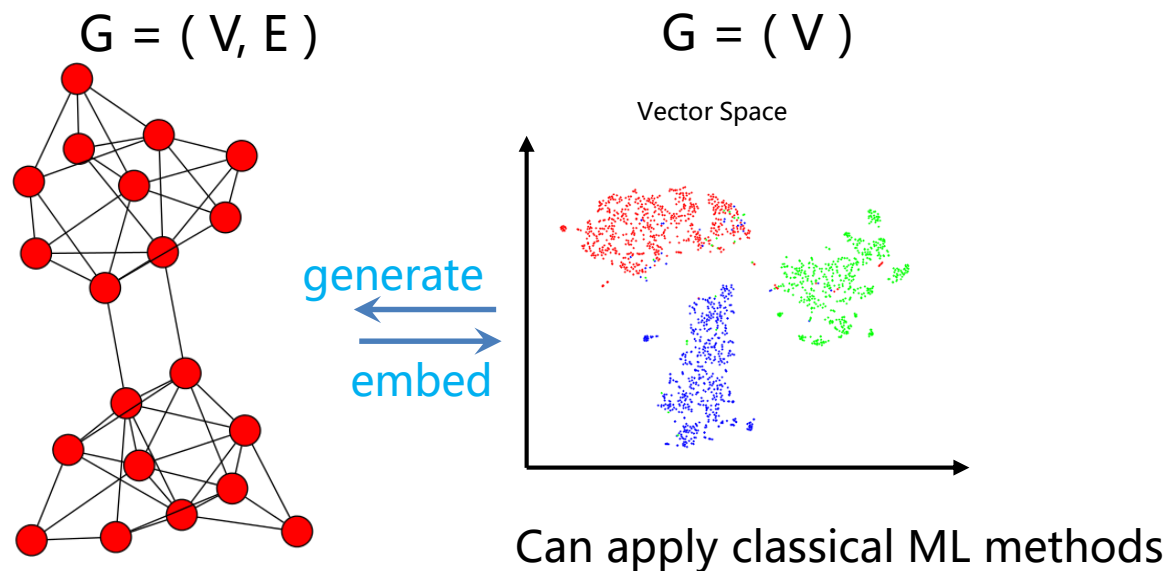 G = ( V, E )
G = ( V )
Vector Space
generate
embed
Can apply classical ML methods